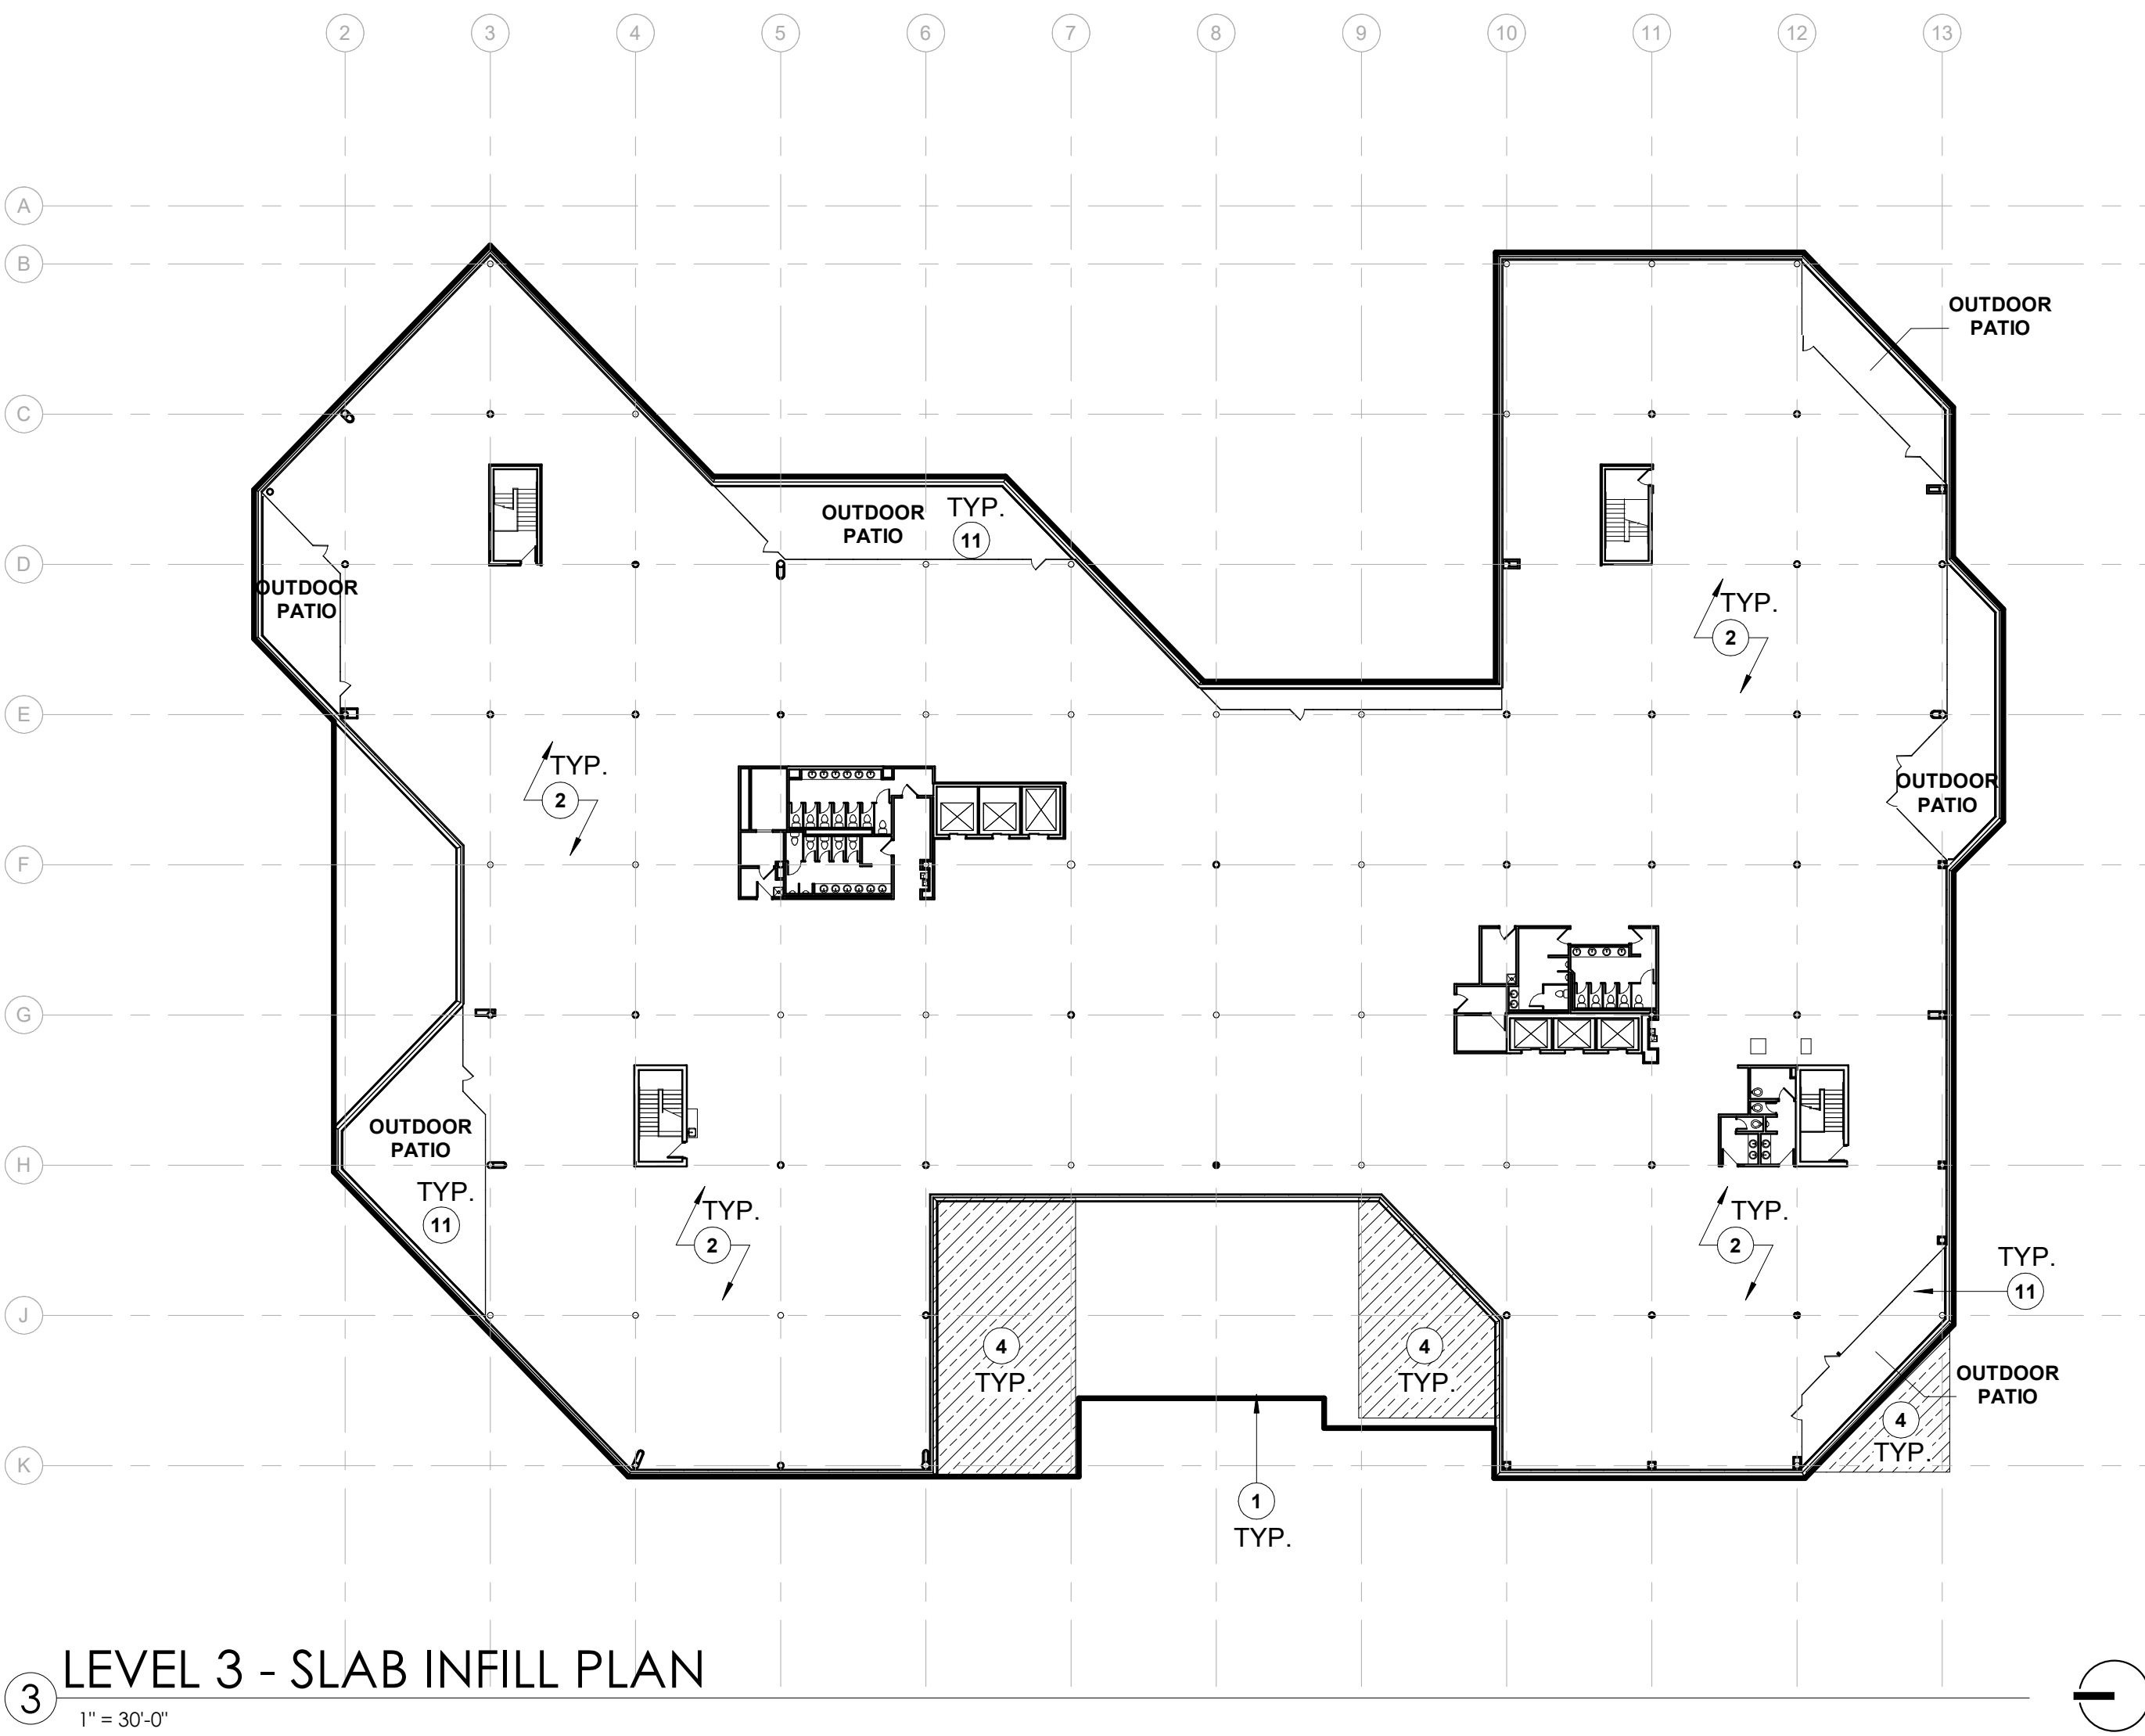 2 3 4 5 6 7 8 9 10 11 12 13
A
B
OUTDOOR
PATIO
C
OUTDOOR
PATIO
TYP.
11
D
OUTDOOR
PATIO
TYP.
2
E
TYP.
2
OUTDOOR
PATIO
F
G
OUTDOOR
PATIO
H
TYP.
11
TYP.
2
TYP.
2
TYP.
11
J
4
TYP.
4
TYP.
OUTDOOR
PATIO
4
TYP.
K
1
TYP.
3 LEVEL 3 - SLAB INFILL PLAN
1" = 30'-0"